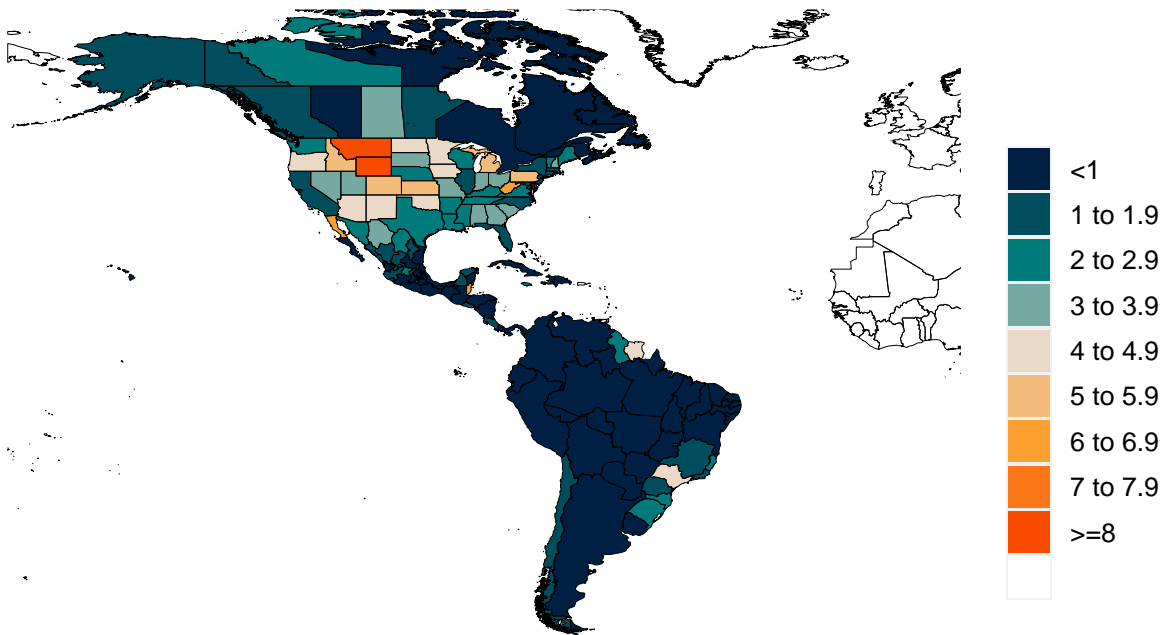 <1
1 to 1.9
2 to 2.9
3 to 3.9
4 to 4.9
5 to 5.9
6 to 6.9
7 to 7.9
>=8